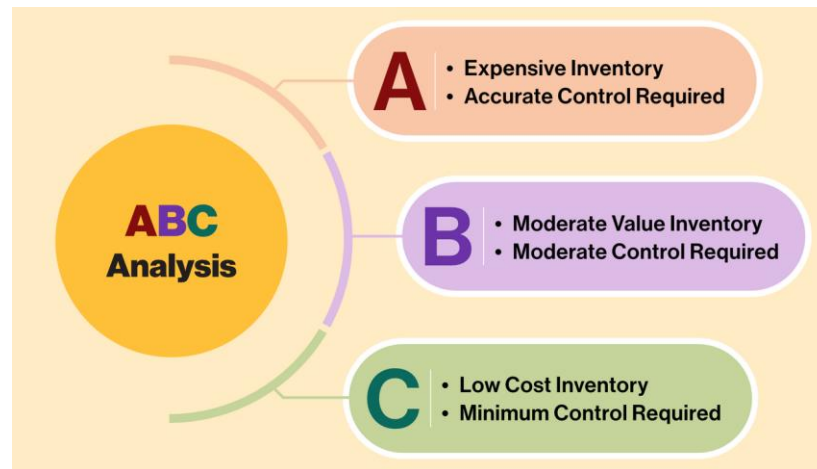 ABC
Analysis
A
• Expensive Inventory
• Accurate Control Required
B
• Moderate Value Inventory
• Moderate Control Required
C
• Low Cost Inventory
• Minimum Control Required